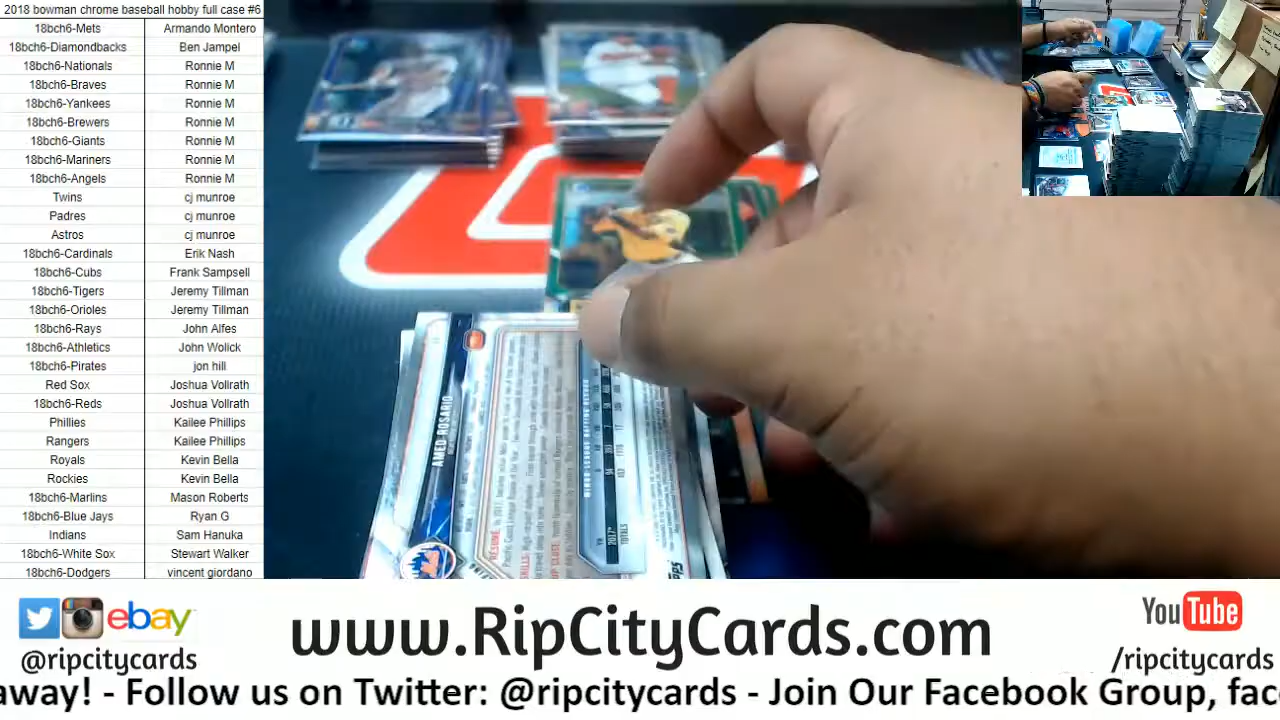 2018 bowman chrome baseball hobby full case #6
18bch6-Mets Armando Montero
18bch6-Diamondbacks Ben Jampel
18bch6-Nationals Ronnie M
18bch6-Braves Ronnie M
18bch6-Yankees Ronnie M
18bch6-Brewers Ronnie M
18bch6-Giants Ronnie M
18bch6-Mariners Ronnie M
18bch6-Angels Ronnie M
Twins cj munroe
Padres cj munroe
Astros cj munroe
18bch6-Cardinals Erik Nash
18bch6-Cubs Frank Sampsell
18bch6-Tigers Jeremy Tillman
18bch6-Orioles Jeremy Tillman
18bch6-Rays John Alfes
18bch6-Athletics John Wolick
18bch6-Pirates jon hill
Red Sox Joshua Vollrath
18bch6-Reds Joshua Vollrath
Phillies Kailee Phillips
Rangers Kailee Phillips
Royals Kevin Bella
Rockies Kevin Bella
18bch6-Marlins Mason Roberts
18bch6-Blue Jays Ryan G
Indians Sam Hanuka
18bch6-White Sox Stewart Walker
18bch6-Dodgers vincent giordano
AMED ROSARIO
ebay
@ripcitycards
www.RipCityCards.com
YouTube
/ripcitycards
away! - Follow us on Twitter: @ripcitycards - Join Our Facebook Group, fac